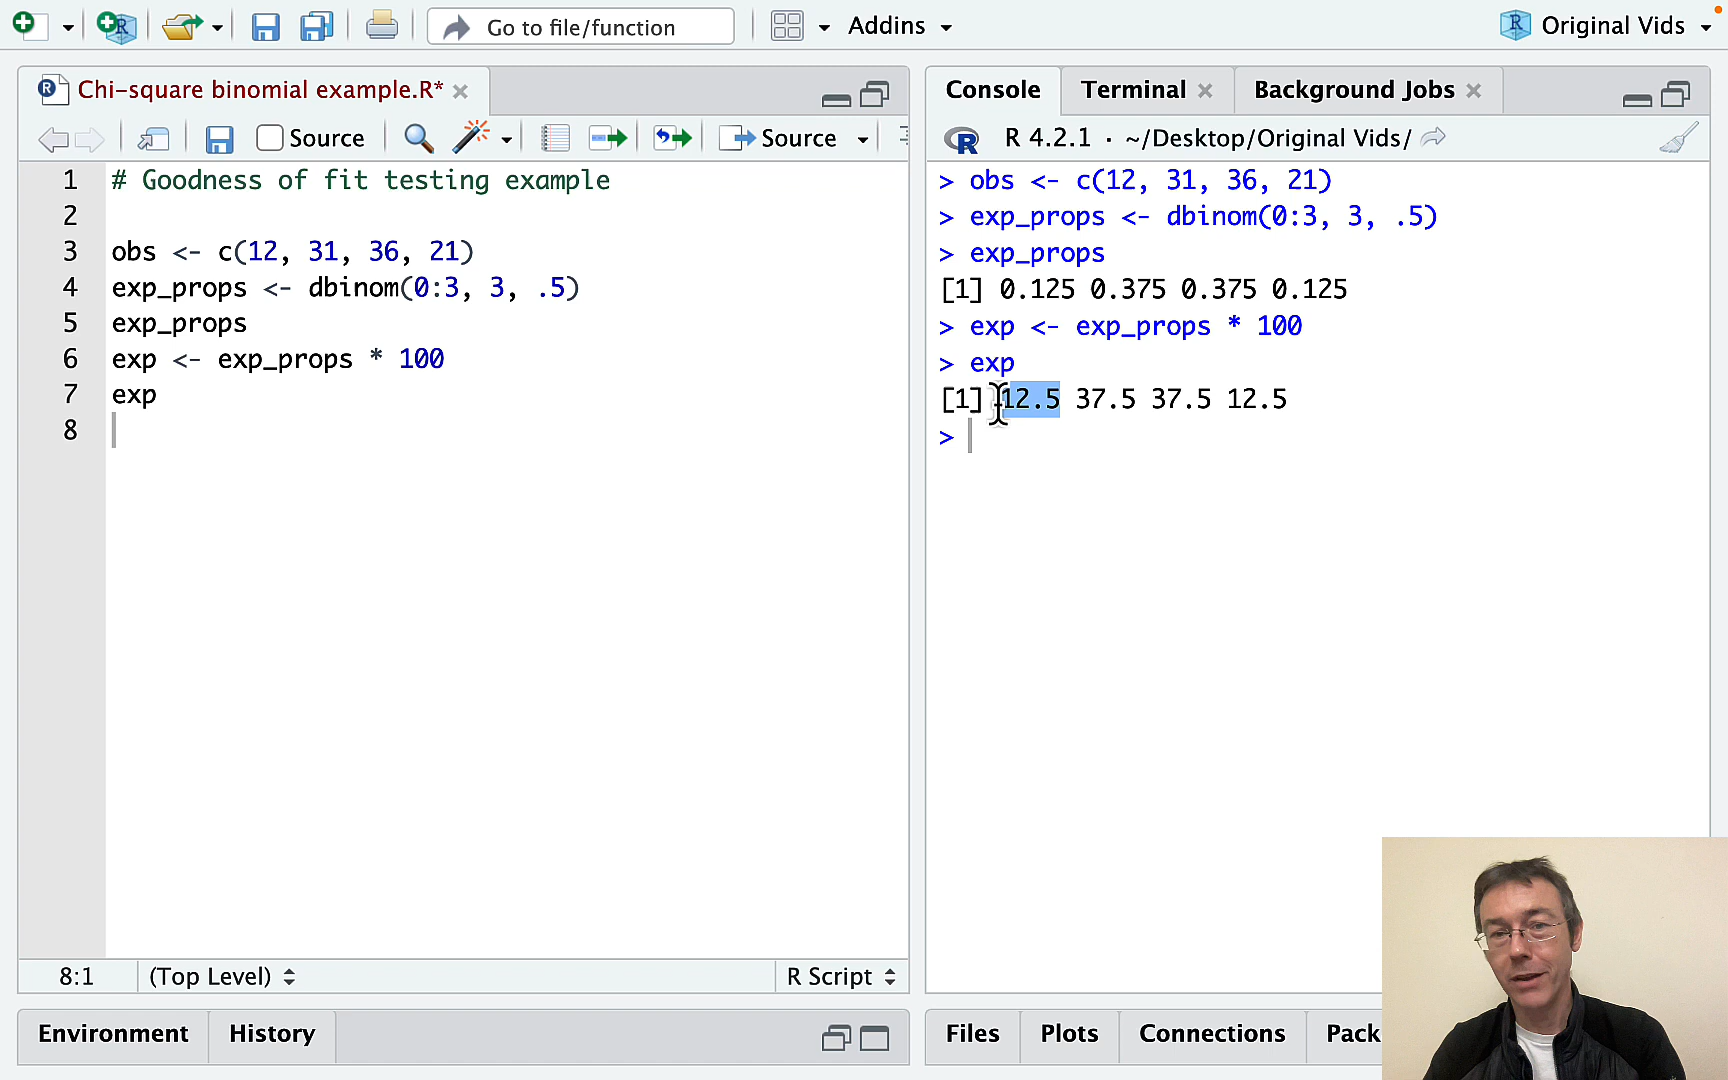 Go to file/function
Addins
Original Vids
Chi-square binomial example.R*
Source
Source
1 # Goodness of fit testing example
2
3 obs <- c(12, 31, 36, 21)
4 exp_props <- dbinom(0:3, 3, .5)
5 exp_props
6 exp <- exp_props * 100
7 exp
8
8:1 (Top Level) R Script
Environment History
Console Terminal Background Jobs
R 4.2.1 · ~/Desktop/Original Vids/
> obs <- c(12, 31, 36, 21)
> exp_props <- dbinom(0:3, 3, .5)
> exp_props
[1] 0.125 0.375 0.375 0.125
> exp <- exp_props * 100
> exp
[1] 12.5 37.5 37.5 12.5
>
Files Plots Connections Pack